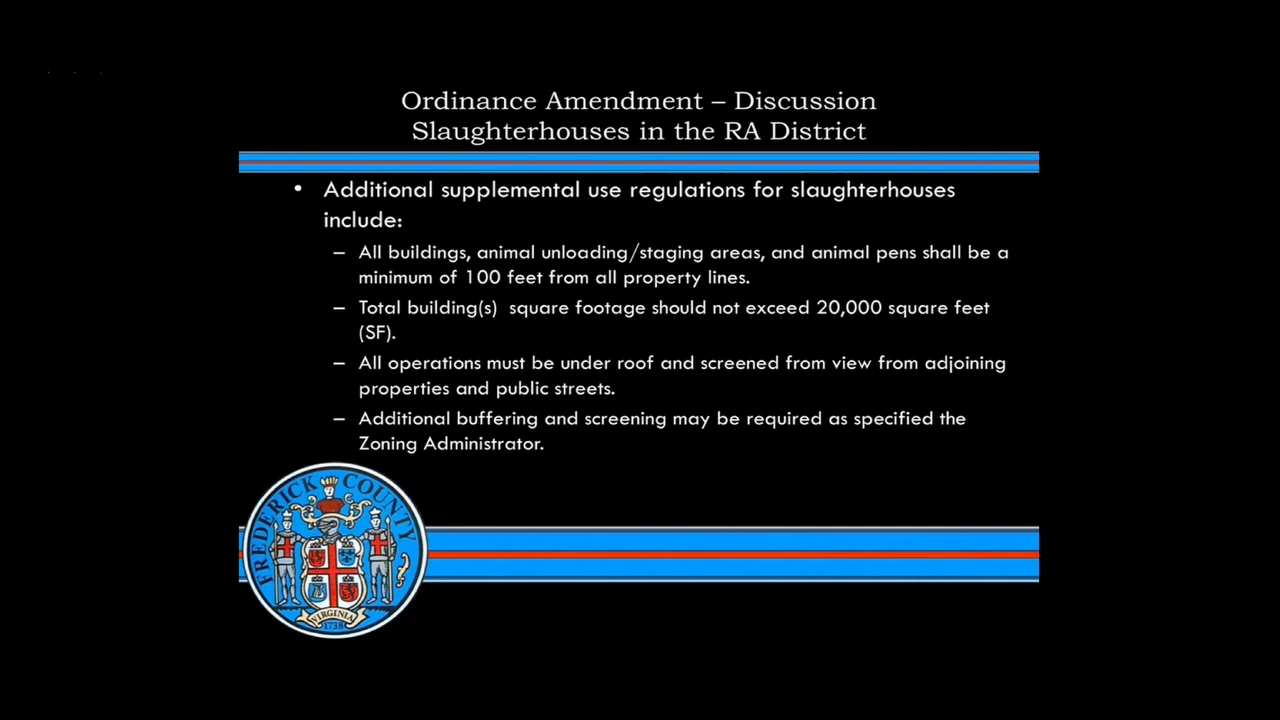 Ordinance Amendment – Discussion
Slaughterhouses in the RA District
• Additional supplemental use regulations for slaughterhouses
include:
– All buildings, animal unloading/staging areas, and animal pens shall be a
minimum of 100 feet from all property lines.
– Total building(s)  square footage should not exceed 20,000 square feet
(SF).
– All operations must be under roof and screened from view from adjoining
properties and public streets.
– Additional buffering and screening may be required as specified the
Zoning Administrator.
FREDERICK COUNTY
VIRGINIA
1738